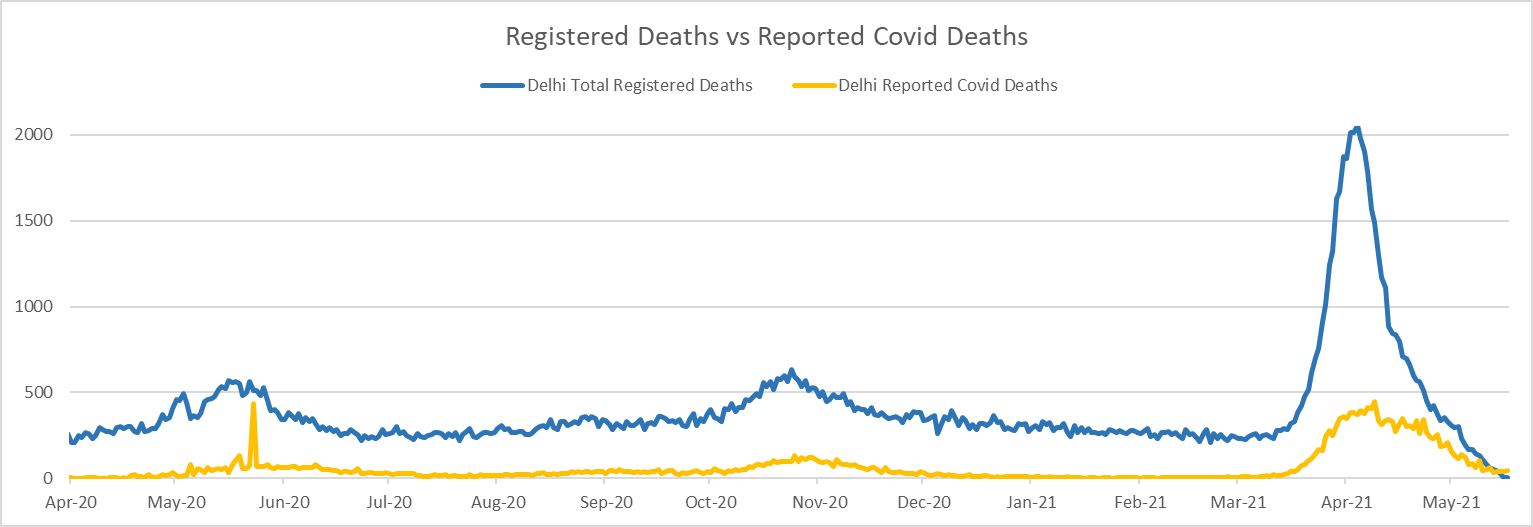 Registered Deaths vs Reported Covid Deaths
Delhi Total Registered Deaths Delhi Reported Covid Deaths
2000
1500
1000
500
0
Apr-20 May-20 Jun-20 Jul-20 Aug-20 Sep-20 Oct-20 Nov-20 Dec-20 Jan-21 Feb-21 Mar-21 Apr-21 May-21